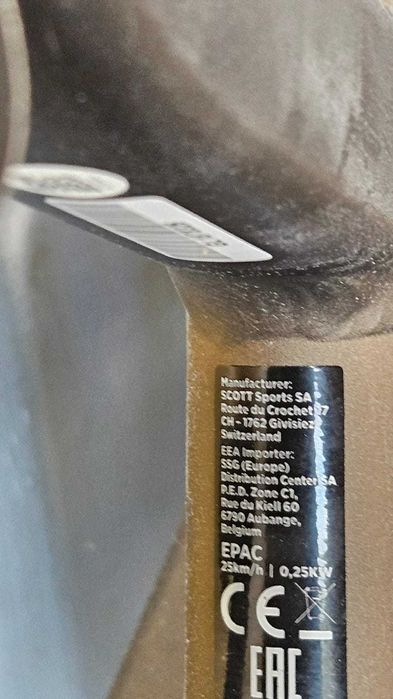 Manufacturer:
SCOTT Sports SA
Route du Crochet 17
CH - 1762 Givisiez
Switzerland
EEA Importer:
SSG (Europe)
Distribution Center SA
P.E.D. Zone C1,
Rue du Kiell 60
6790 Aubange,
Belgium
EPAC
25km/h | 0,25KW
CE
EAC